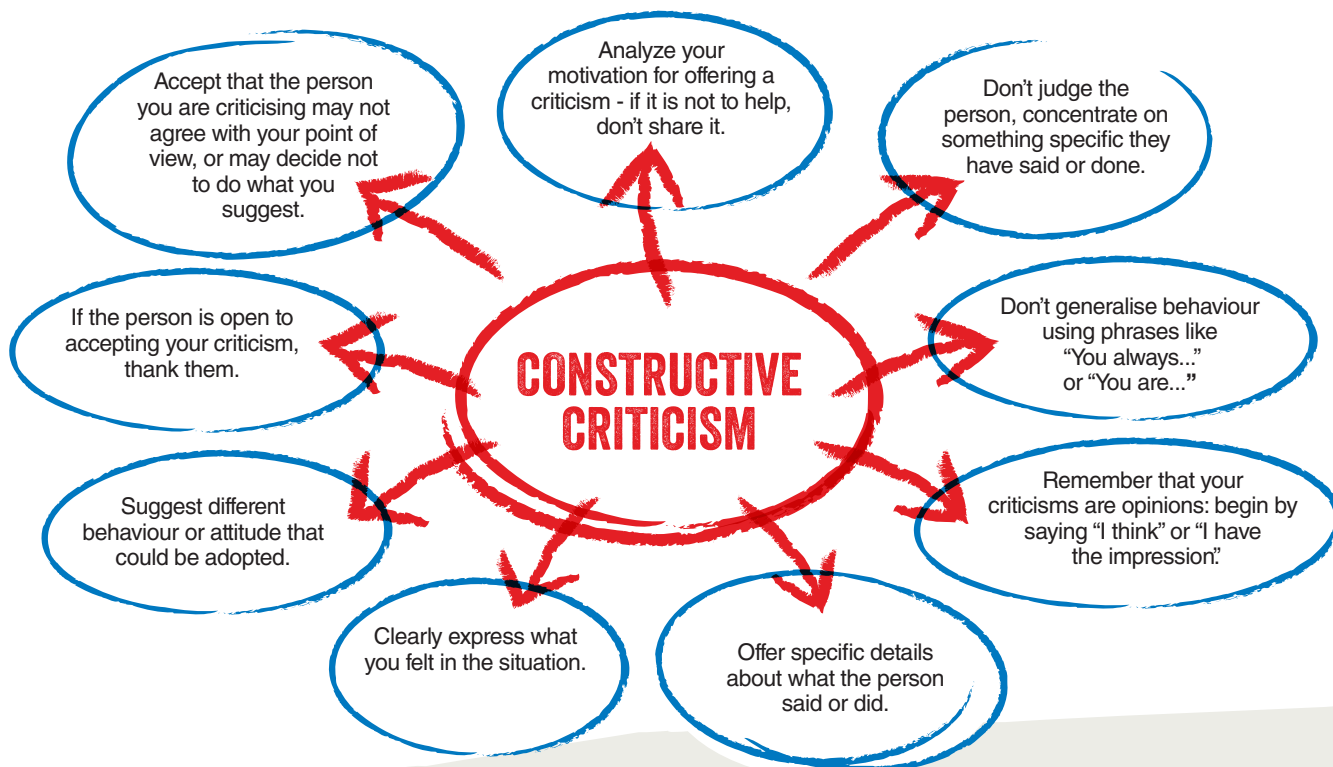 CONSTRUCTIVE
CRITICISM
Analyze your
motivation for offering a
criticism - if it is not to help,
don't share it.
Don't judge the
person, concentrate on
something specific they
have said or done.
Don't generalise behaviour
using phrases like
“You always...”
or “You are...”
Remember that your
criticisms are opinions: begin by
saying “I think” or “I have
the impression”.
Offer specific details
about what the person
said or did.
Clearly express what
you felt in the situation.
Suggest different
behaviour or attitude that
could be adopted.
If the person is open to
accepting your criticism,
thank them.
Accept that the person
you are criticising may not
agree with your point of
view, or may decide not
to do what you
suggest.